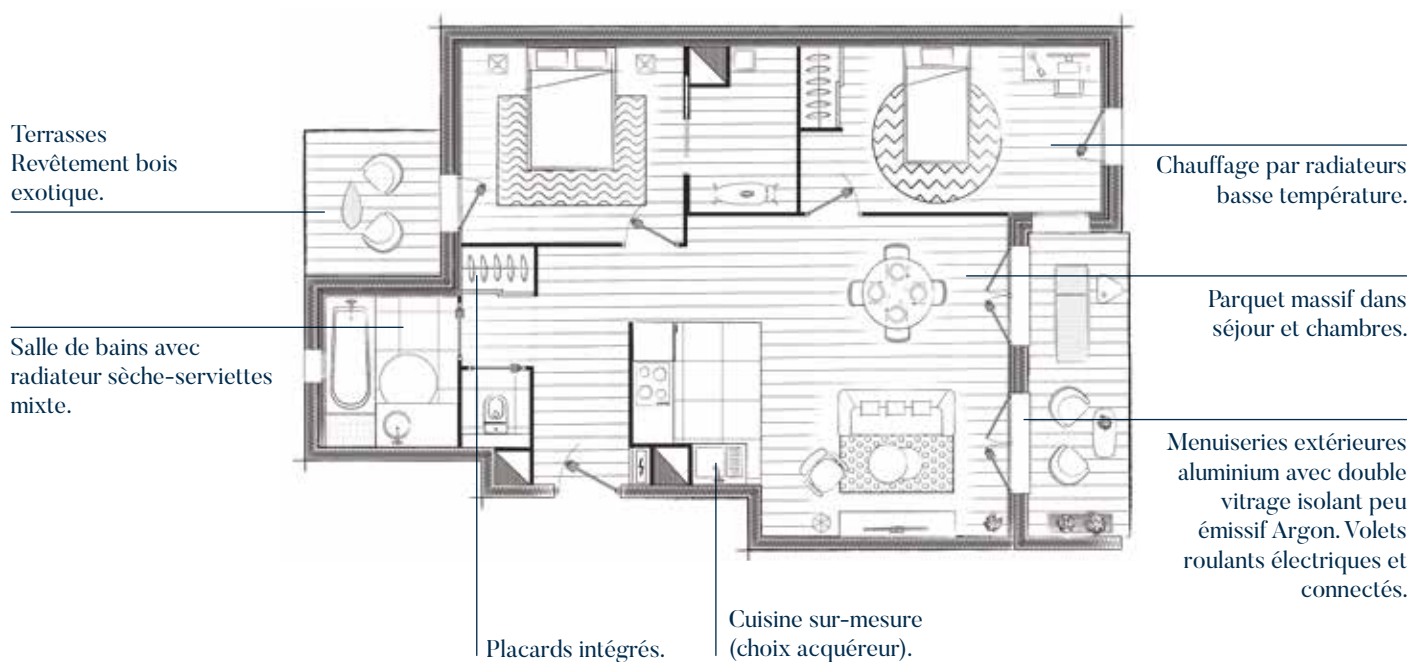 Terrasses
Revêtement bois
exotique.
Salle de bains avec
radiateur sèche-serviettes
mixte.
Placards intégrés.
Cuisine sur-mesure
(choix acquéreur).
Chauffage par radiateurs
basse température.
Parquet massif dans
séjour et chambres.
Menuiseries extérieures
aluminium avec double
vitrage isolant peu
émissif Argon. Volets
roulants électriques et
connectés.